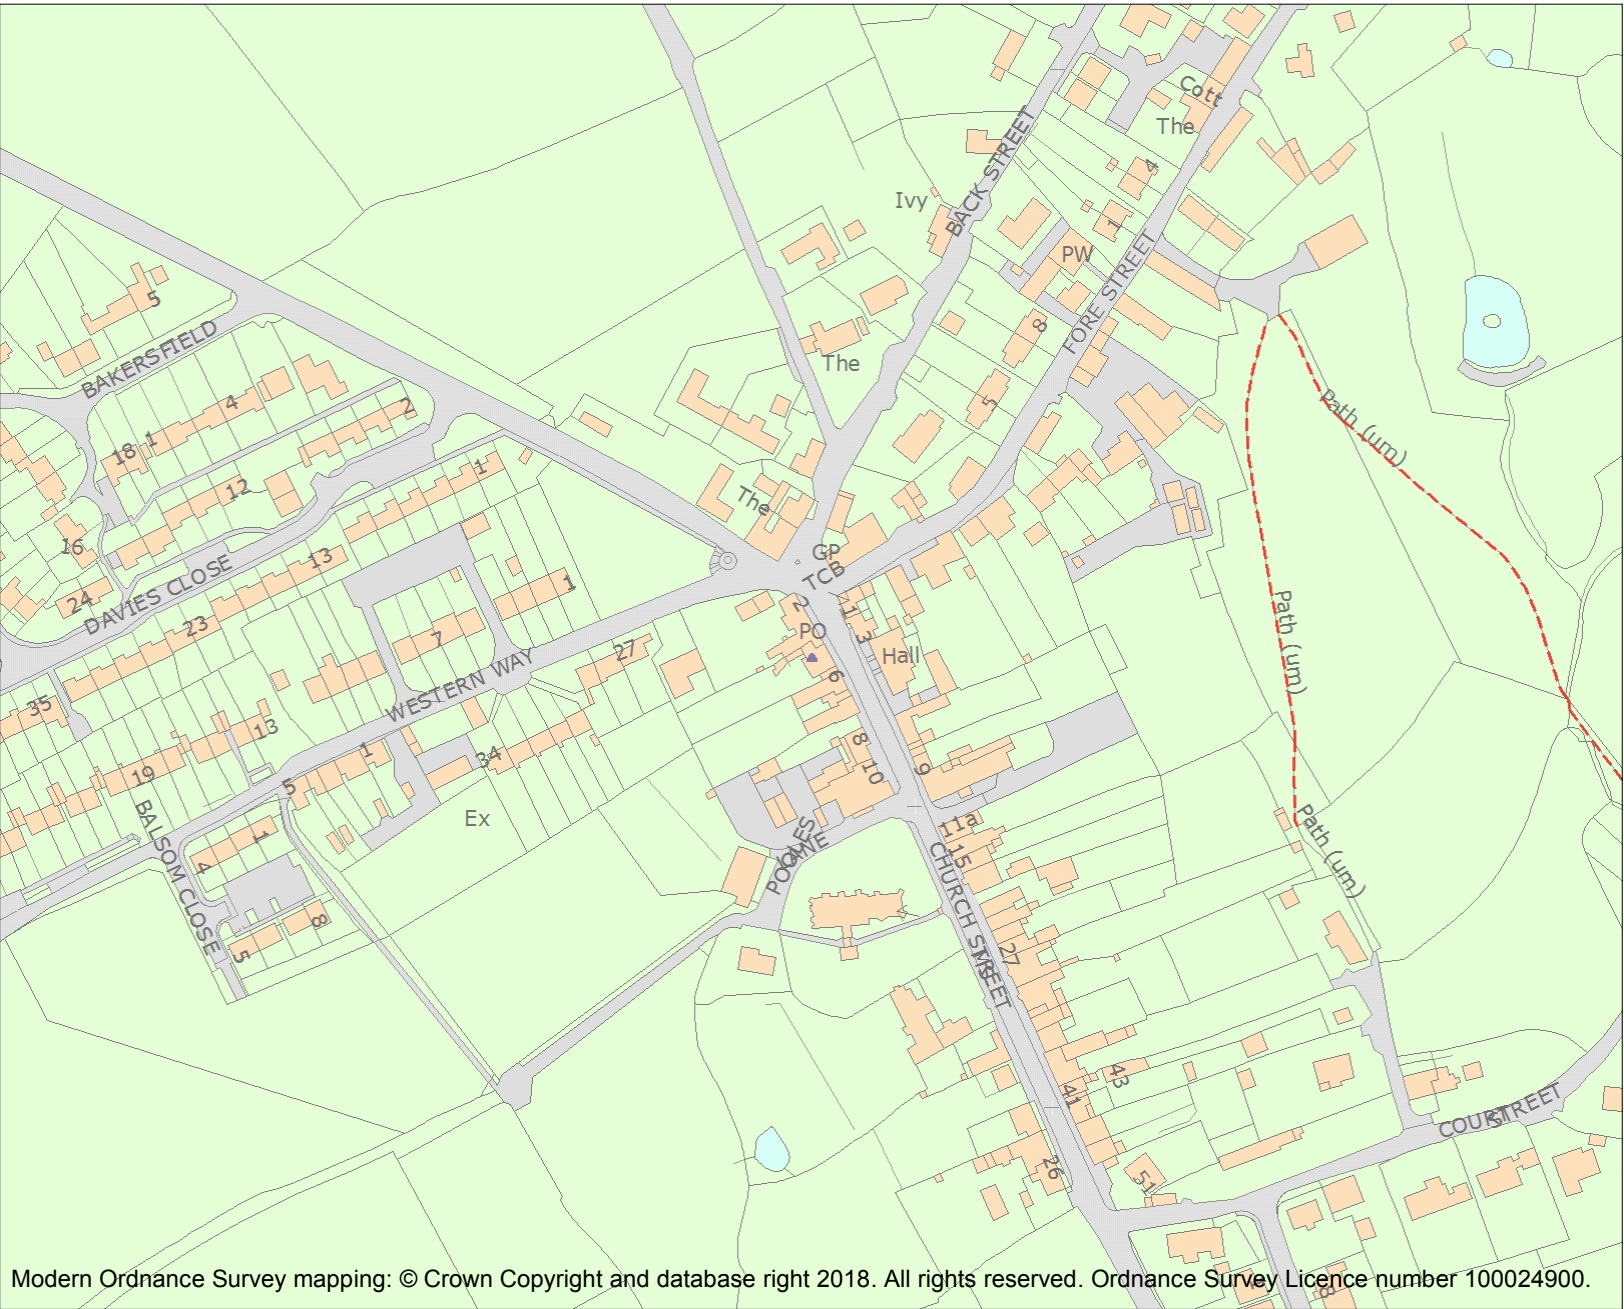 Cott
The
BACK STREET
4
Ivy
1
PW
FORE STREET
5
8
BAKERSFIELD
The
Path (um)
4
2
5
18
1
1
12
The
16
GP
TCB
13
1
24
DAVIES CLOSE
2
1
Path (um)
23
7
27
PO
3
Hall
6
WESTERN WAY
35
13
8
1
34
9
10
19
5
BALSOM CLOSE
Ex
11a
Path (um)
1
POOLES
LANE
15
4
CHURCH STREET
8
5
27
43
41
COURT
STREET
26
51
8
Modern Ordnance Survey mapping: © Crown Copyright and database right 2018. All rights reserved. Ordnance Survey Licence number 100024900.